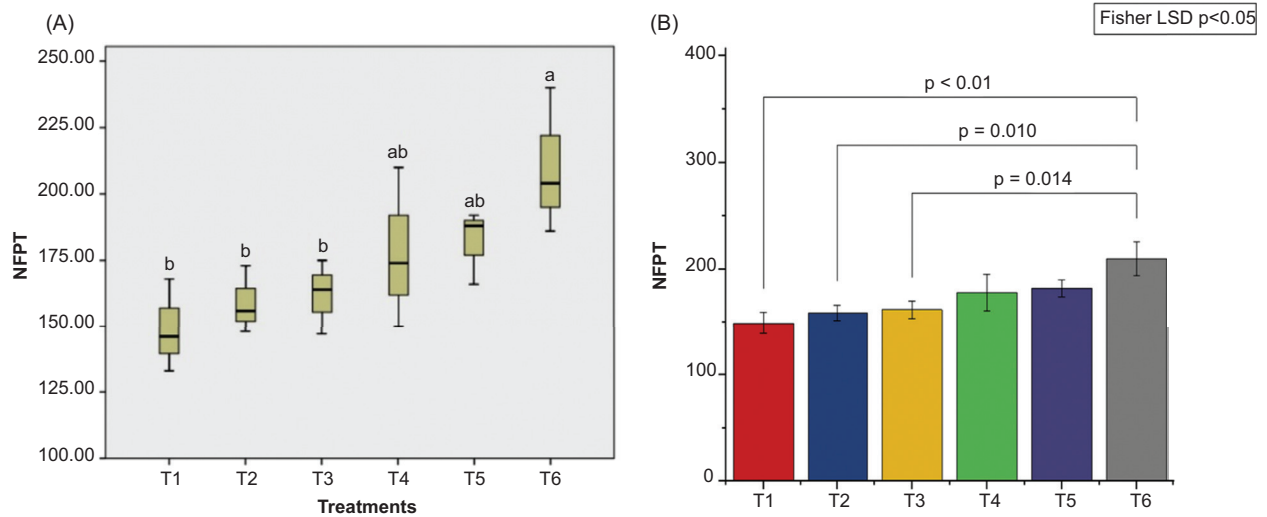 (A)
250.00
225.00
200.00
175.00
150.00
125.00
100.00
NFPT
b
b
b
ab
ab
a
T1 T2 T3 T4 T5 T6
Treatments
(B)
Fisher LSD p<0.05
400
300
200
100
0
NFPT
p < 0.01
p = 0.010
p = 0.014
T1 T2 T3 T4 T5 T6